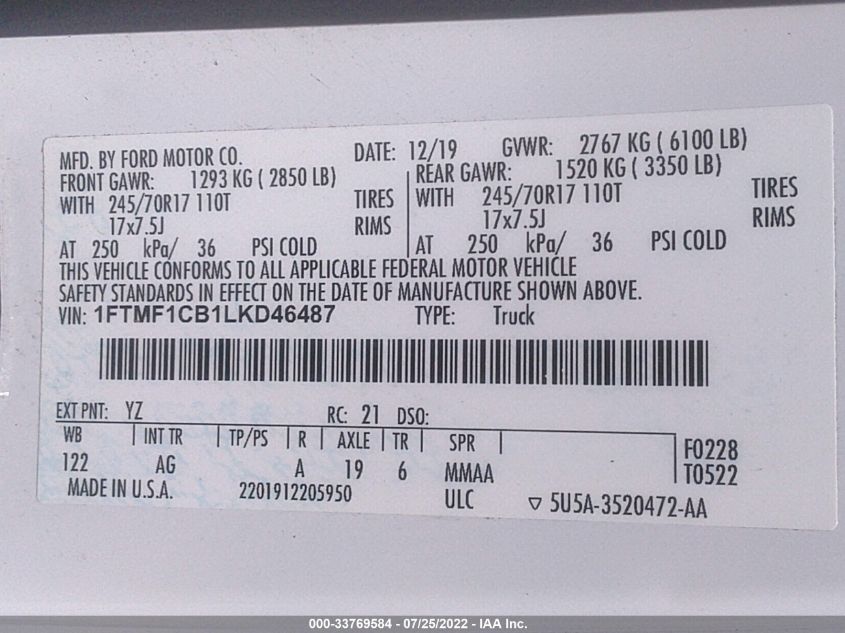 MFD. BY FORD MOTOR CO. DATE: 12/19 GVWR: 2767 KG ( 6100 LB)
FRONT GAWR: 1293 KG ( 2850 LB) REAR GAWR: 1520 KG ( 3350 LB)
WITH 245/70R17 110T TIRES WITH 245/70R17 110T TIRES
17x7.5J RIMS 17x7.5J RIMS
AT 250 kPa/ 36 PSI COLD AT 250 kPa/ 36 PSI COLD
THIS VEHICLE CONFORMS TO ALL APPLICABLE FEDERAL MOTOR VEHICLE
SAFETY STANDARDS IN EFFECT ON THE DATE OF MANUFACTURE SHOWN ABOVE.
VIN: 1FTMF1CB1LKD46487 TYPE: Truck
EXT PNT: YZ RC: 21 DSO:
WB INT TR TP/PS R AXLE TR SPR F0228
122 AG A 19 6 MMAA T0522
MADE IN U.S.A. 2201912205950 ULC 5U5A-3520472-AA
000-33769584 - 07/25/2022 - IAA Inc.